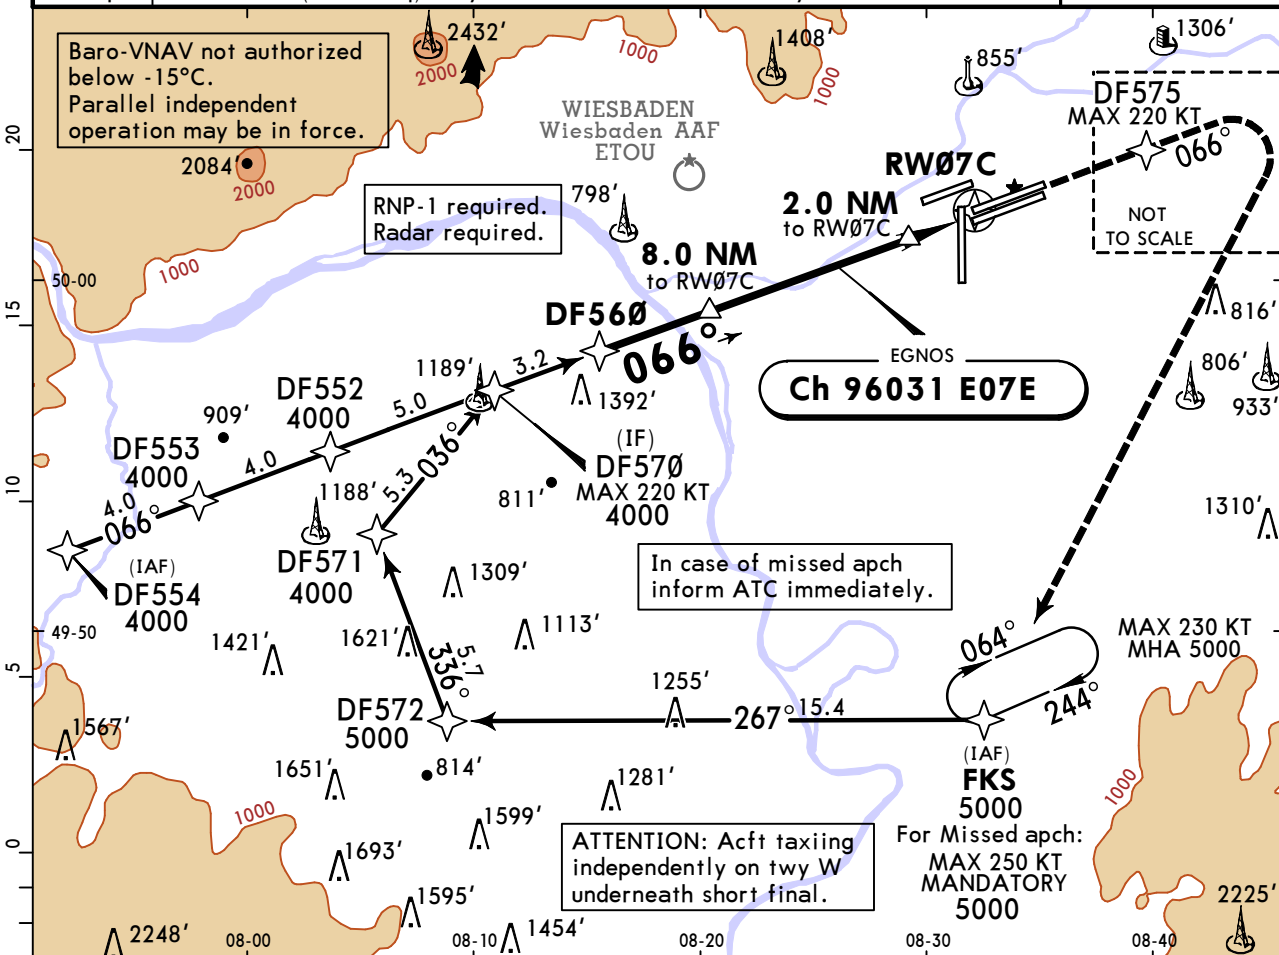 Baro-VNAV not authorized
below -15°C.
Parallel independent
operation may be in force.
2432'
2000
1000
1408'
1000
855'
1306'
DF575
MAX 220 KT
066°
WIESBADEN
Wiesbaden AAF
ETOU
20
2084'
2000
RNP-1 required.
Radar required.
798'
RWØ7C
2.0 NM
to RWØ7C
NOT
TO SCALE
8.0 NM
to RWØ7C
1000
50-00
15
DF56Ø
066°
816'
EGNOS
Ch 96031 E07E
1189'
3.2
1392'
806'
933'
DF552
4000
5.0
909'
DF553
4000
4.0
036°
5.3
(IF)
DF57Ø
MAX 220 KT
4000
811'
10
4.0
066°
1188'
1310'
(IAF)
DF554
4000
DF571
4000
1309'
In case of missed apch
inform ATC immediately.
49-50
1421'
1621'
1113'
064°
MAX 230 KT
MHA 5000
5
5.7
336°
1255'
244°
DF572
5000
267°
15.4
1567'
(IAF)
FKS
5000
For Missed apch:
MAX 250 KT
MANDATORY
5000
1651'
814'
1281'
1000
1000
1599'
ATTENTION: Acft taxiing
independently on twy W
underneath short final.
0
1693'
1595'
2225'
2248'
1454'
08-00
08-10
08-20
08-30
08-40